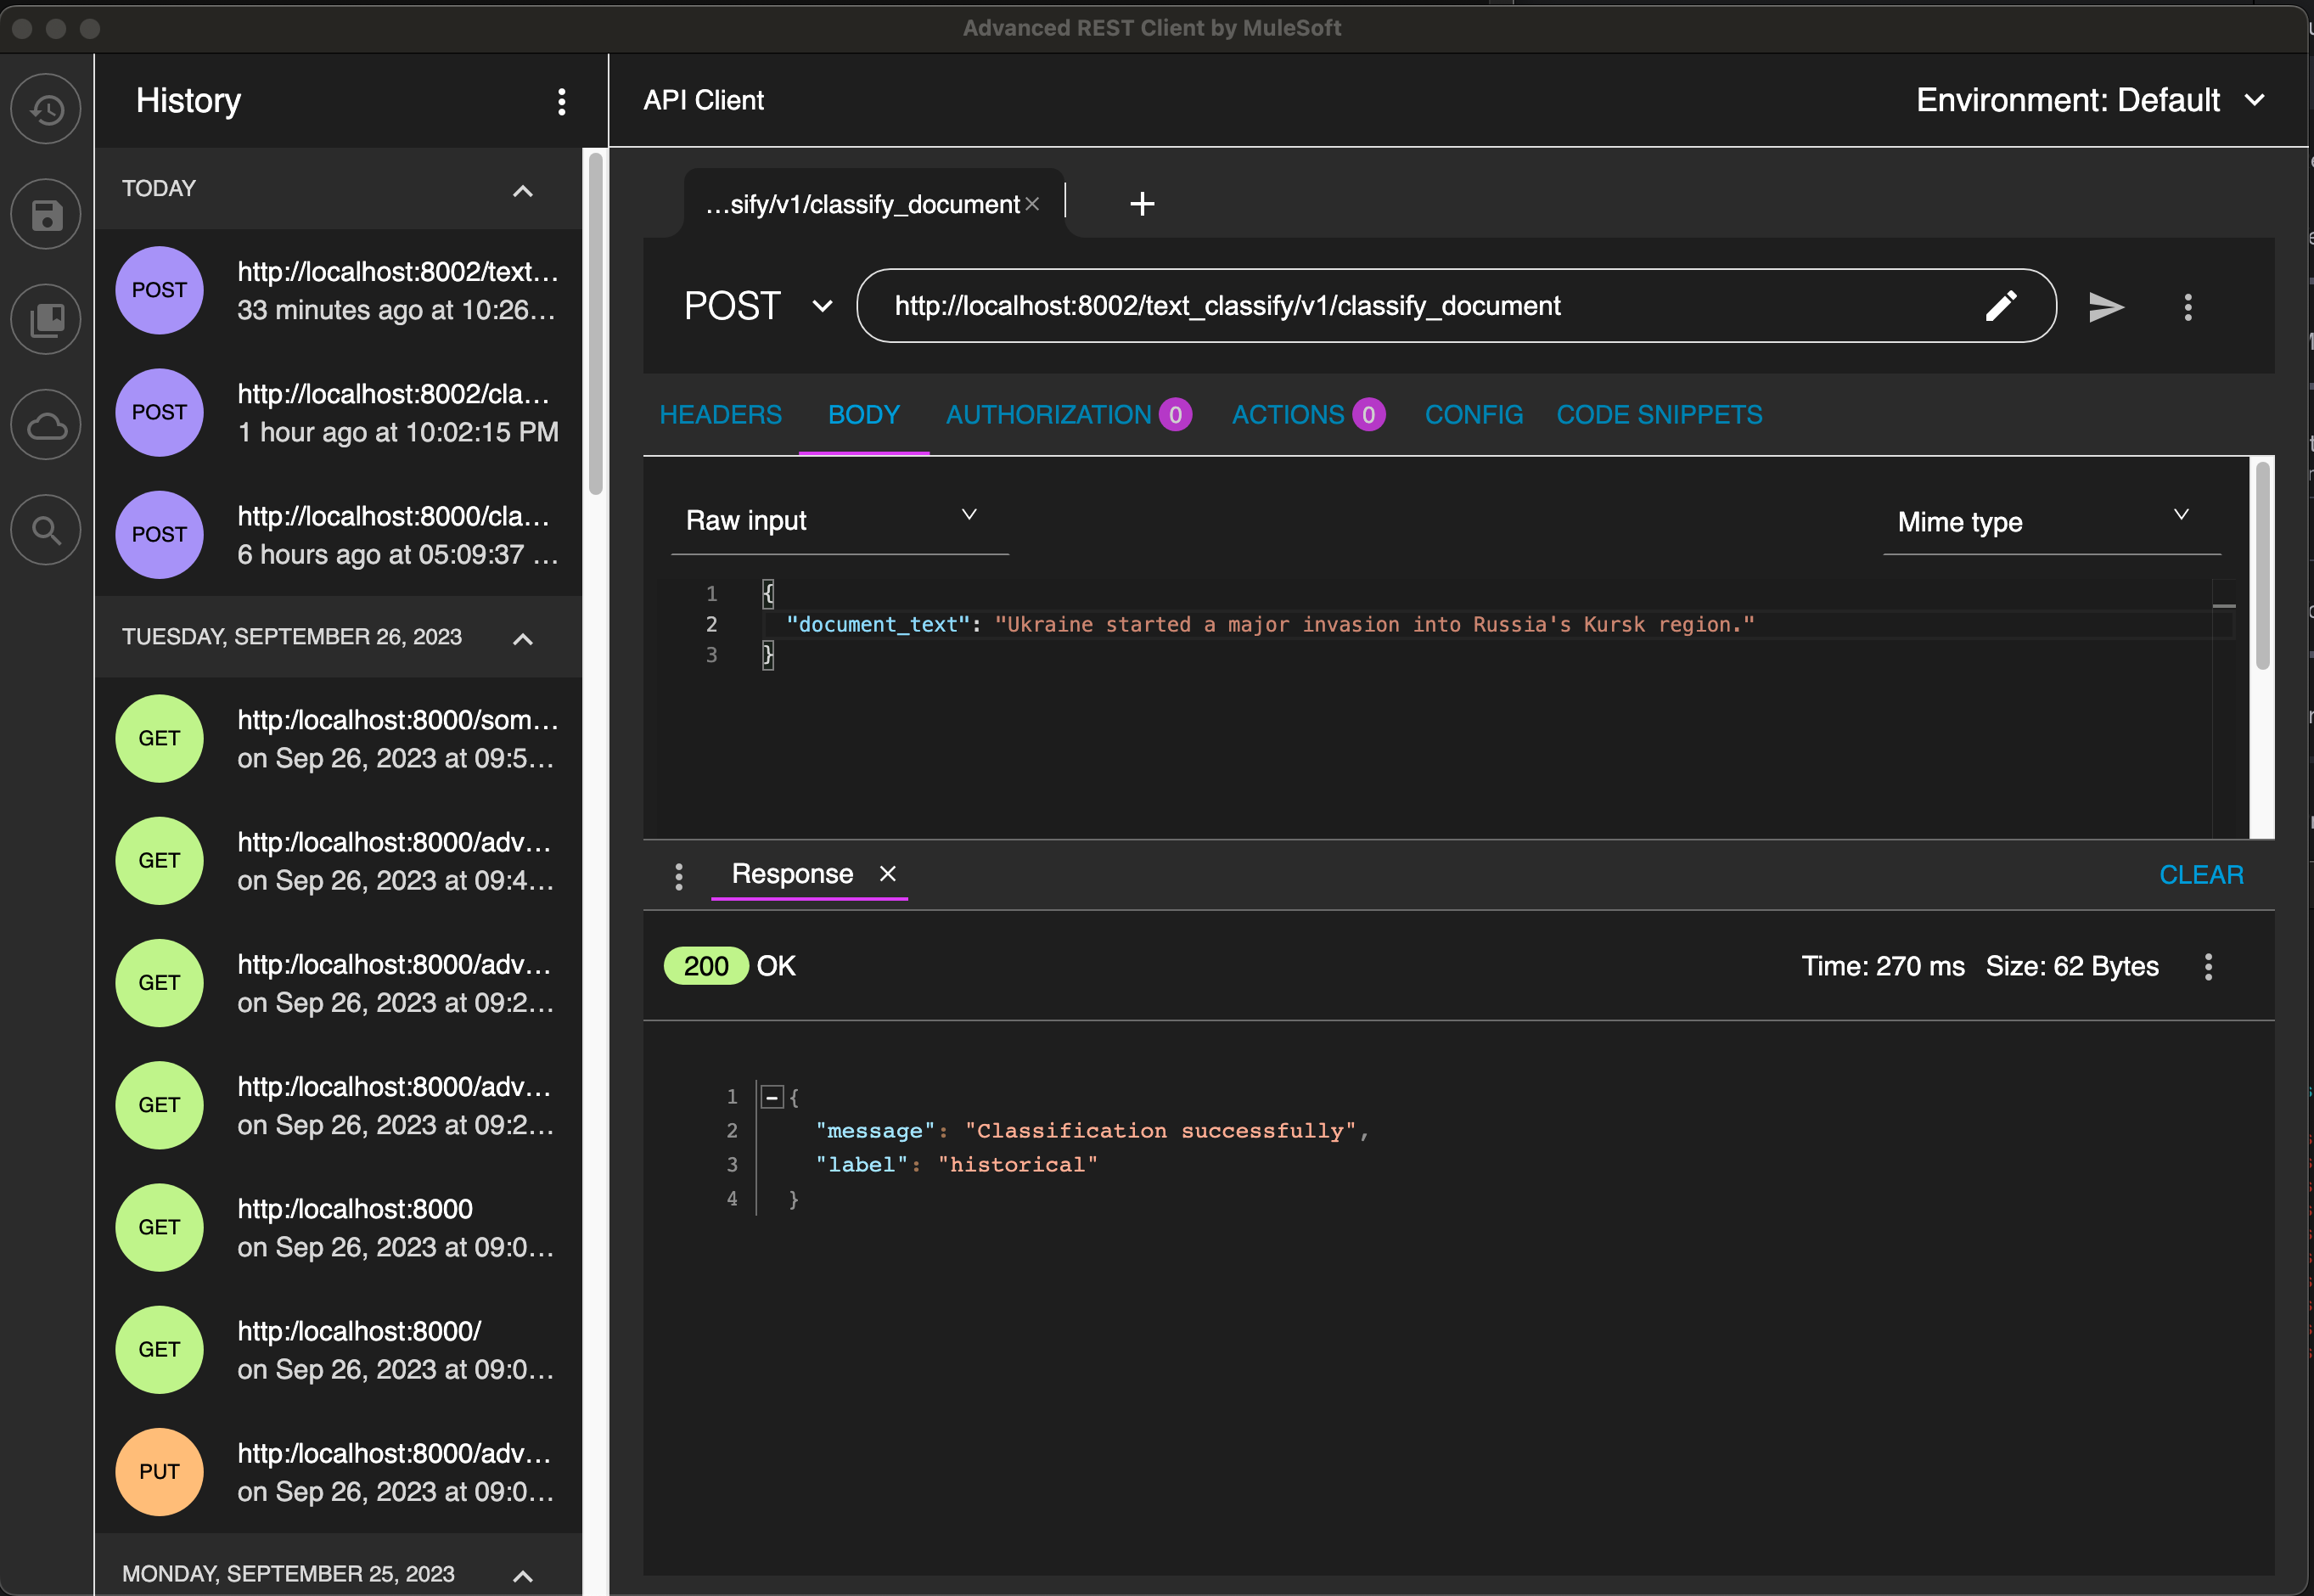 Advanced REST Client by MuleSoft
History
TODAY
POST
http://localhost:8002/text…
33 minutes ago at 10:26…
POST
http://localhost:8002/cla…
1 hour ago at 10:02:15 PM
POST
http://localhost:8000/cla…
6 hours ago at 05:09:37 …
TUESDAY, SEPTEMBER 26, 2023
GET
http:/localhost:8000/som…
on Sep 26, 2023 at 09:5…
GET
http:/localhost:8000/adv…
on Sep 26, 2023 at 09:4…
GET
http:/localhost:8000/adv…
on Sep 26, 2023 at 09:2…
GET
http:/localhost:8000/adv…
on Sep 26, 2023 at 09:2…
GET
http:/localhost:8000
on Sep 26, 2023 at 09:0…
GET
http:/localhost:8000/
on Sep 26, 2023 at 09:0…
PUT
http:/localhost:8000/adv…
on Sep 26, 2023 at 09:0…
MONDAY, SEPTEMBER 25, 2023
API Client
Environment: Default
…sify/v1/classify_document
POST
http://localhost:8002/text_classify/v1/classify_document
HEADERS BODY AUTHORIZATION 0 ACTIONS 0 CONFIG CODE SNIPPETS
Raw input
Mime type
1 {
2 "document_text": "Ukraine started a major invasion into Russia's Kursk region."
3 }
Response
CLEAR
200 OK
Time: 270 ms Size: 62 Bytes
1 {
2 "message": "Classification successfully",
3 "label": "historical"
4 }